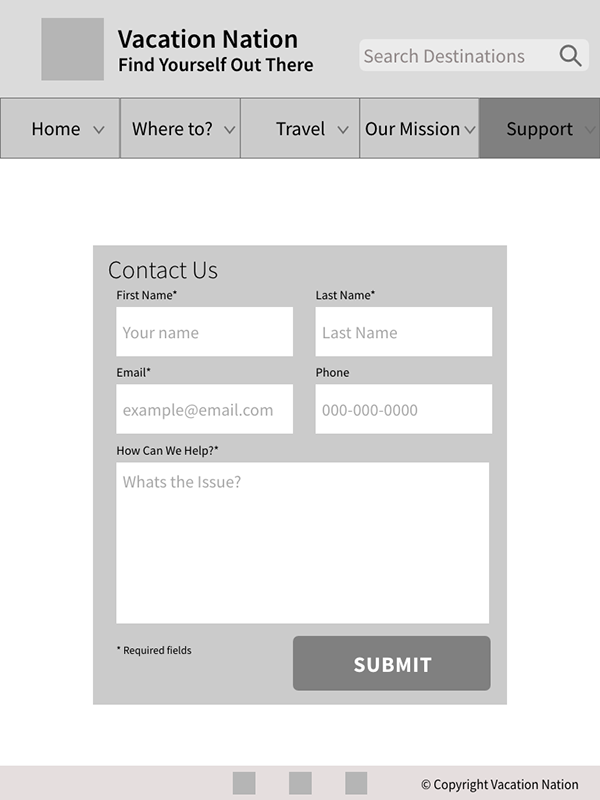 Vacation Nation
Find Yourself Out There
Search Destinations
Home
Where to?
Travel
Our Mission
Support
Contact Us
First Name*
Last Name*
Your name
Last Name
Email*
Phone
example@email.com
000-000-0000
How Can We Help?*
Whats the Issue?
* Required fields
SUBMIT
© Copyright Vacation Nation